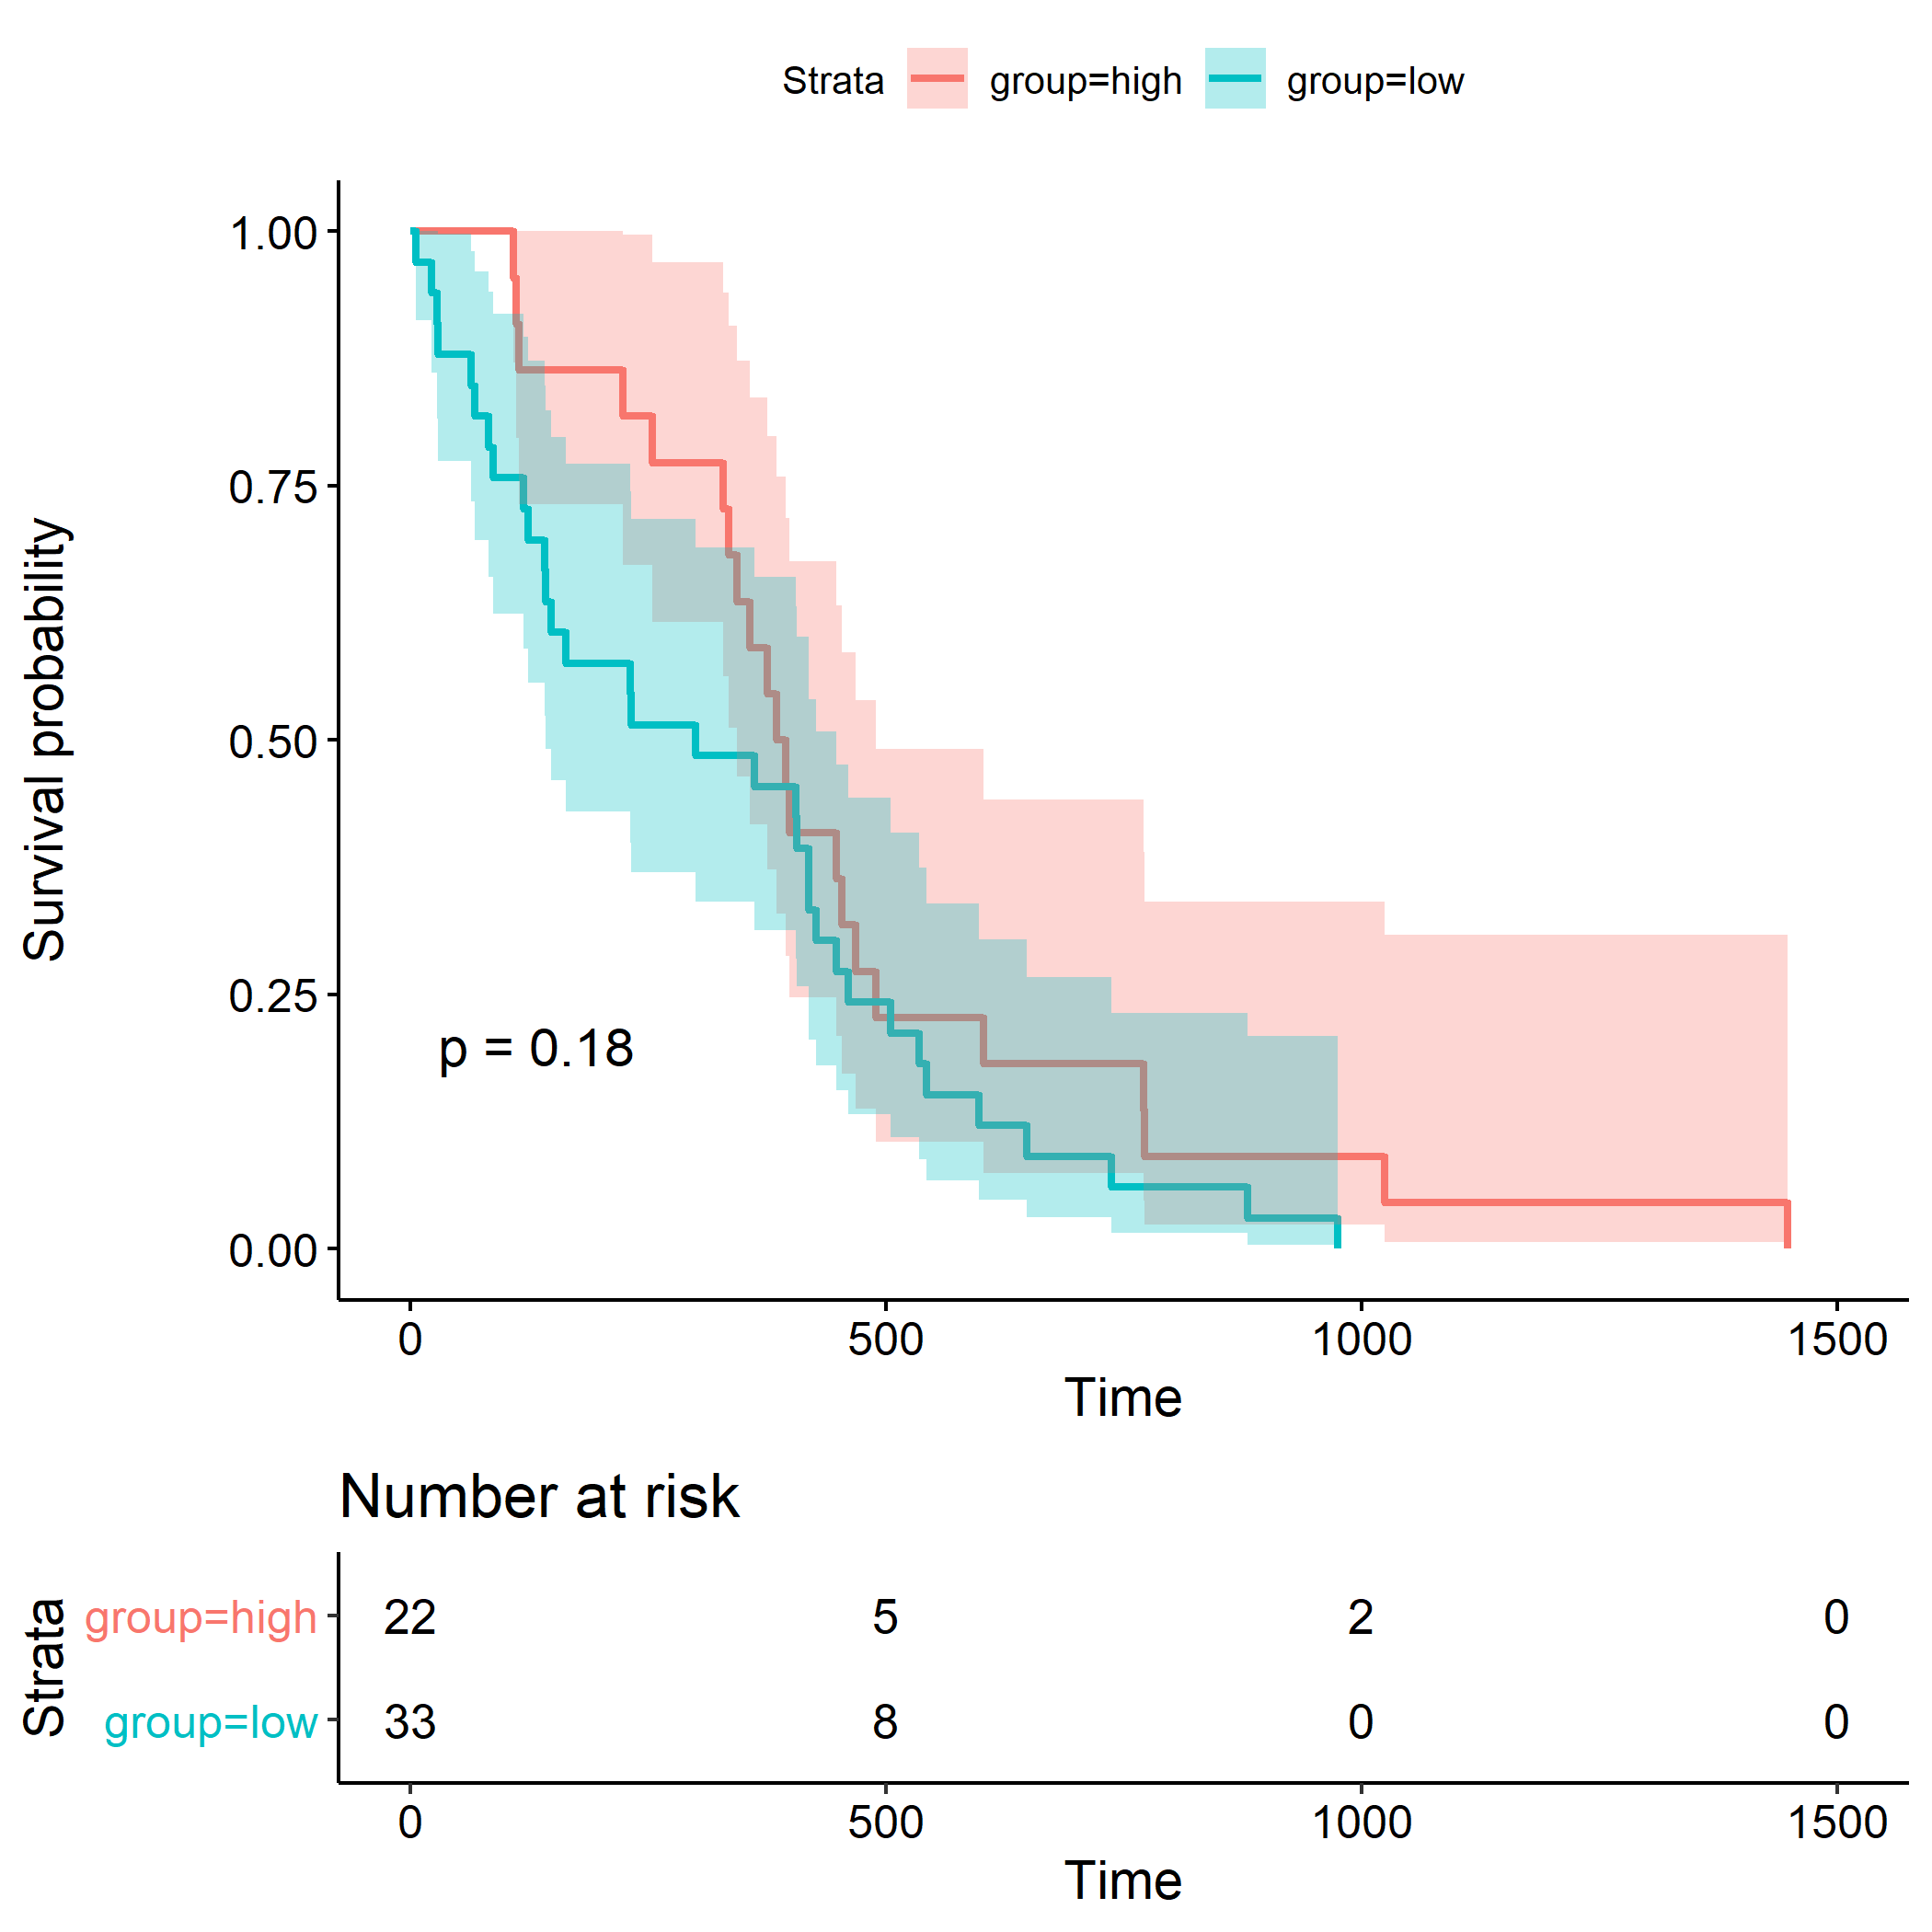 Strata group=high group=low
Survival probability
1.00
0.75
0.50
0.25
0.00
p = 0.18
0 500 1000 1500
Time
Number at risk
Strata
group=high 22 5 2 0
group=low 33 8 0 0
0 500 1000 1500
Time